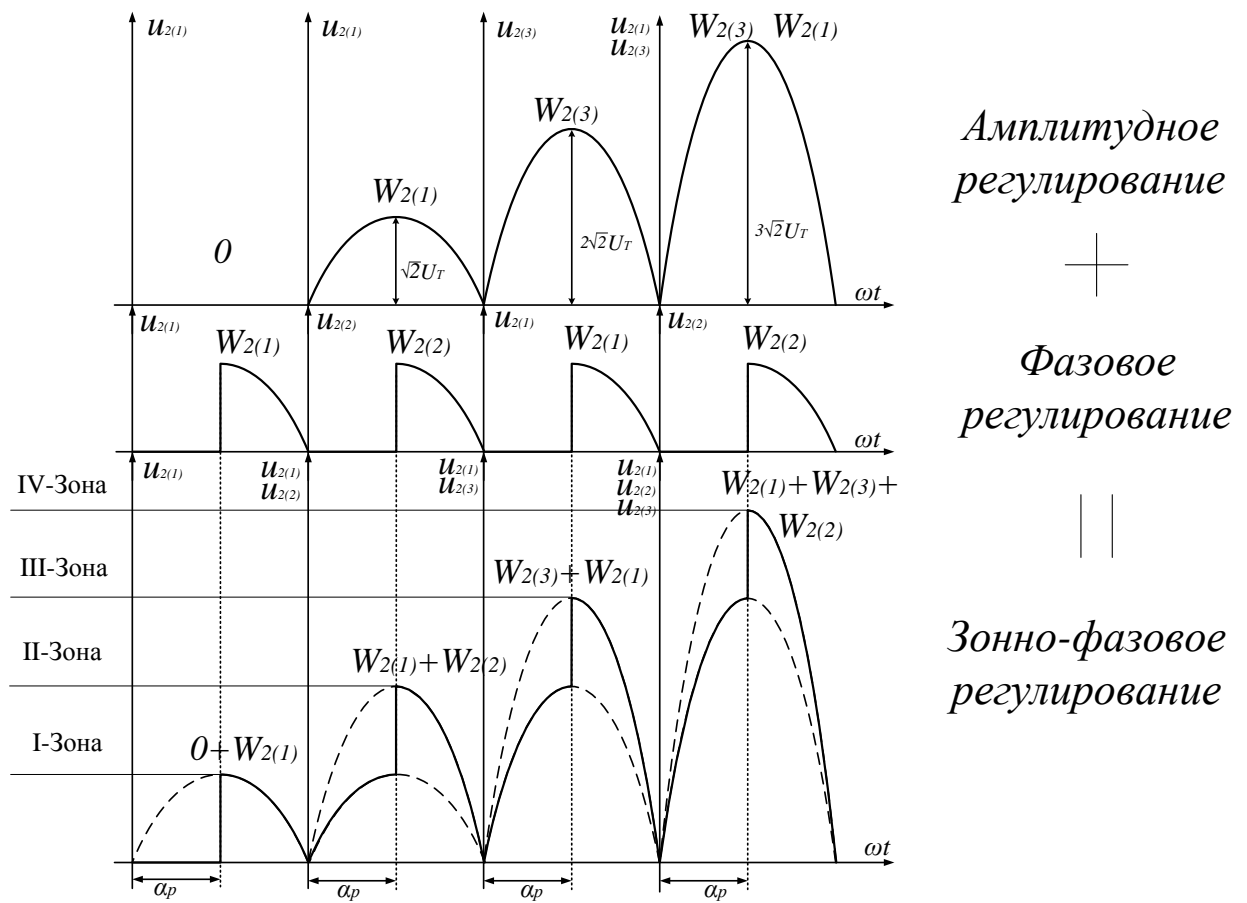 u2(1)
u2(1)
u2(3)
u2(1)
u2(3)
W2(3) W2(1)
W2(3)
W2(1)
0
√2UT
2√2UT
3√2UT
ωt
Амплитудное
регулирование
+
u2(1)
u2(2)
u2(1)
u2(2)
W2(1)
W2(2)
W2(1)
W2(2)
ωt
Фазовое
регулирование
||
u2(1)
u2(1)
u2(2)
u2(1)
u2(3)
u2(1)
u2(2)
u2(3)
IV-Зона
III-Зона
II-Зона
I-Зона
0+W2(1)
W2(1)+W2(2)
W2(3)+W2(1)
W2(1)+W2(3)+
W2(2)
ωt
αp
αp
αp
αp
Зонно-фазовое
регулирование